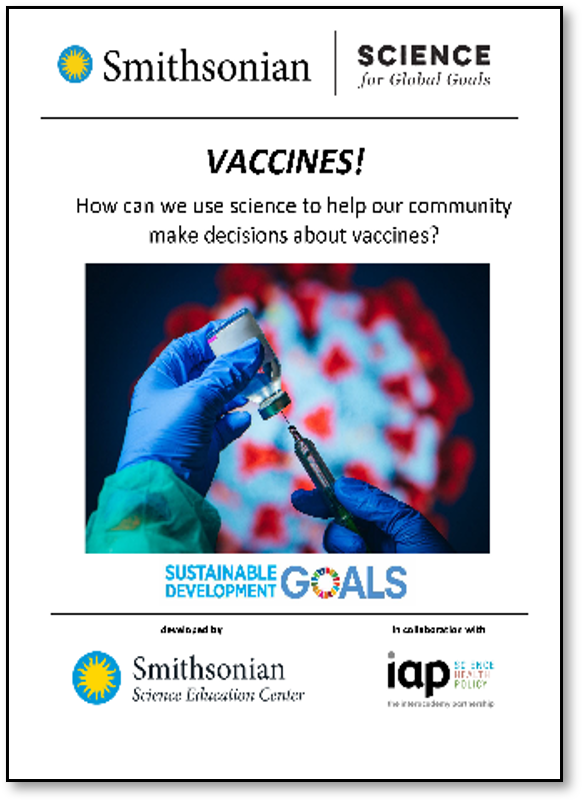 Smithsonian
SCIENCE
for Global Goals
VACCINES!
How can we use science to help our community
make decisions about vaccines?
SUSTAINABLE
DEVELOPMENT
GOALS
developed by
in collaboration with
Smithsonian
Science Education Center
iap
SCIENCE
HEALTH
POLICY
the interacademy partnership